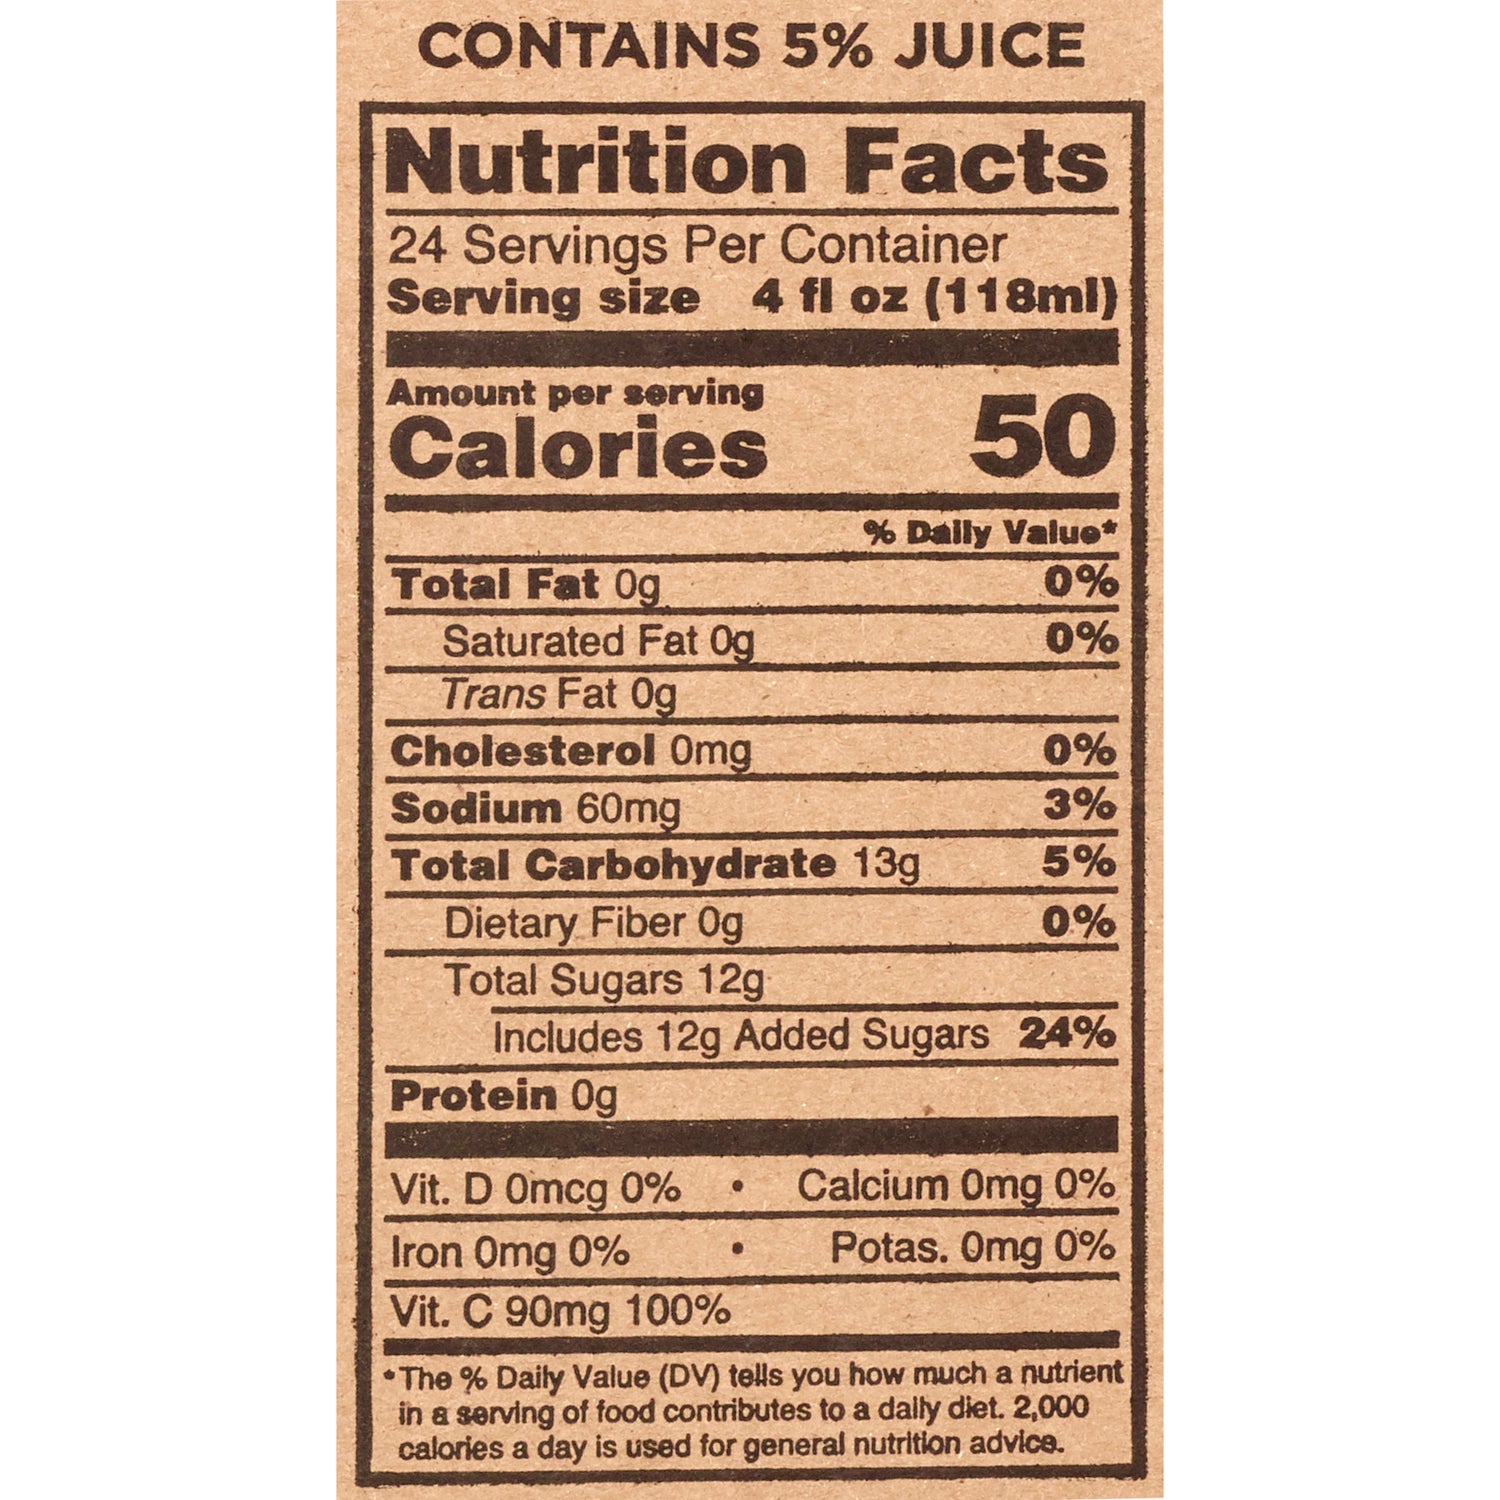 CONTAINS 5% JUICE
Nutrition Facts
24 Servings Per Container
Serving size 4 fl oz (118ml)
Amount per serving
Calories 50
% Daily Value*
Total Fat 0g 0%
Saturated Fat 0g 0%
Trans Fat 0g
Cholesterol 0mg 0%
Sodium 60mg 3%
Total Carbohydrate 13g 5%
Dietary Fiber 0g 0%
Total Sugars 12g
Includes 12g Added Sugars 24%
Protein 0g
Vit. D 0mcg 0% • Calcium 0mg 0%
Iron 0mg 0% • Potas. 0mg 0%
Vit. C 90mg 100%
*The % Daily Value (DV) tells you how much a nutrient
in a serving of food contributes to a daily diet. 2,000
calories a day is used for general nutrition advice.